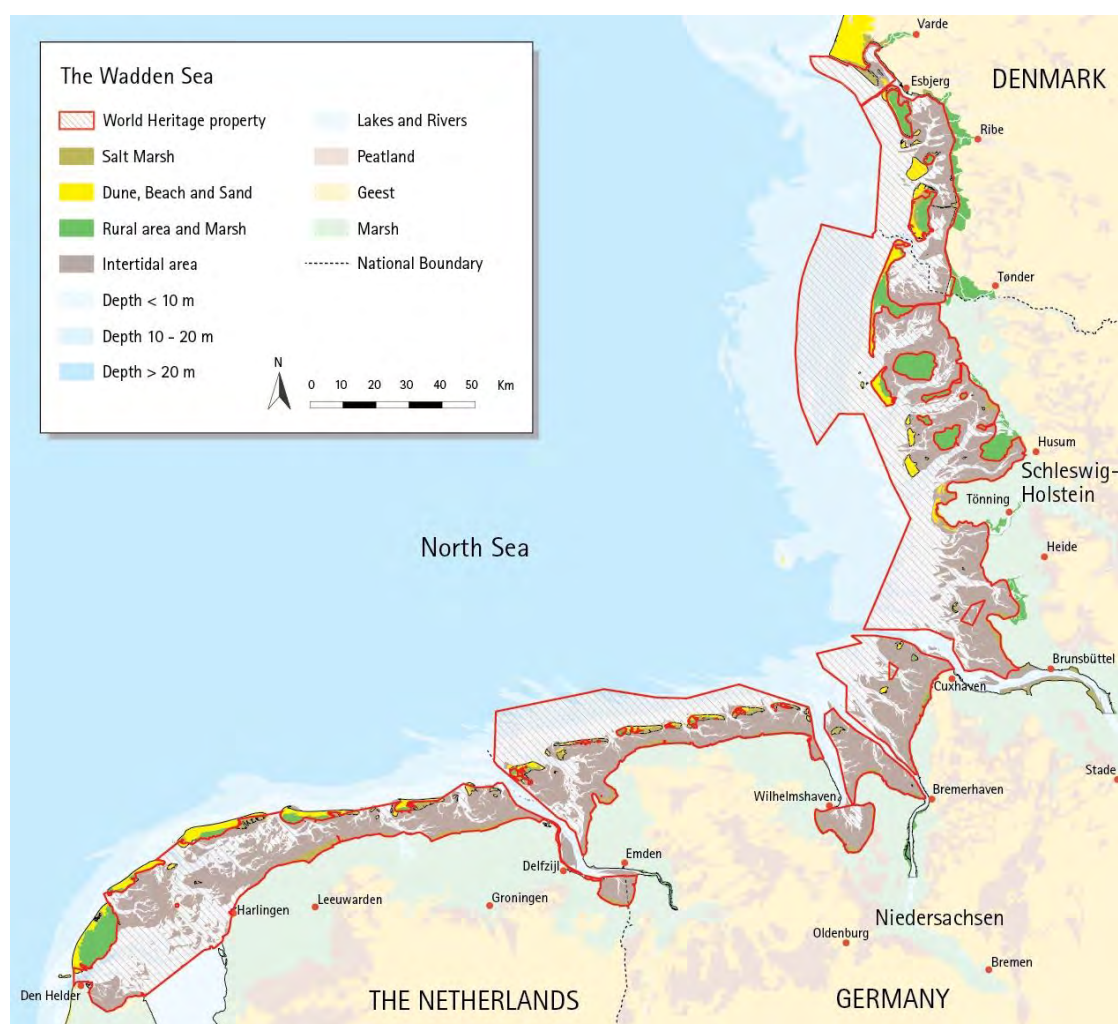 The Wadden Sea
World Heritage property
Salt Marsh
Dune, Beach and Sand
Rural area and Marsh
Intertidal area
Depth < 10 m
Depth 10 - 20 m
Depth > 20 m
Lakes and Rivers
Peatland
Geest
Marsh
National Boundary
N
0 10 20 30 40 50 Km
Varde
DENMARK
Esbjerg
Ribe
Tønder
Husum
Schleswig-
Holstein
Tönning
Heide
North Sea
Brunsbüttel
Cuxhaven
Stade
Wilhelmshaven
Bremerhaven
Emden
Delfzijl
Groningen
Leeuwarden
Harlingen
Niedersachsen
Oldenburg
Bremen
Den Helder
THE NETHERLANDS
GERMANY